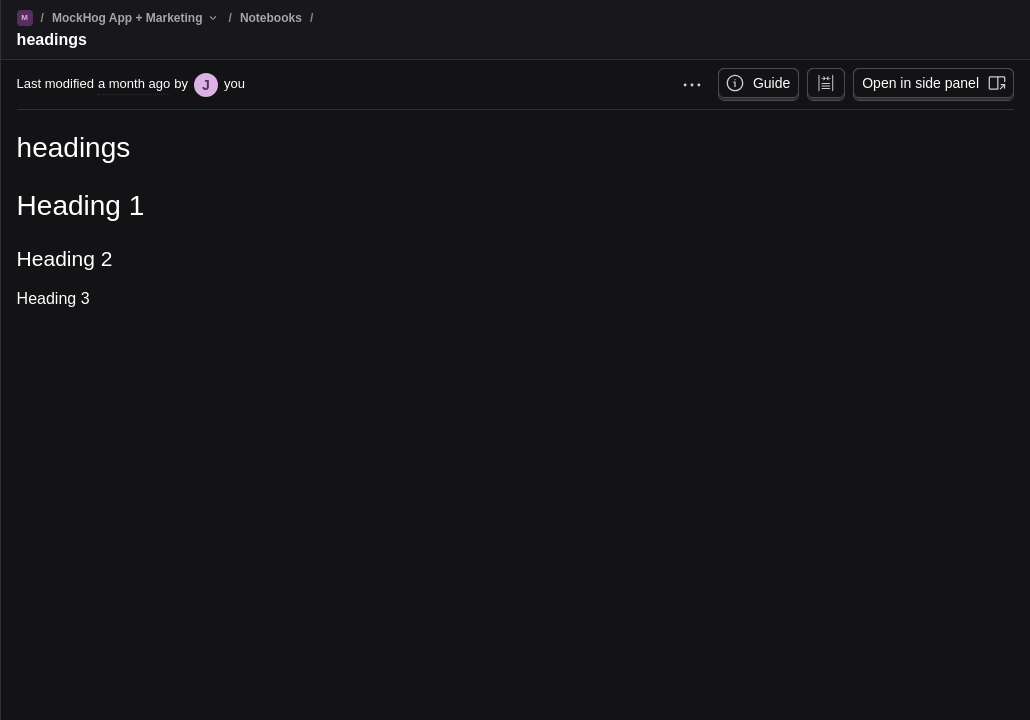 M / MockHog App + Marketing / Notebooks /
headings
Last modified a month ago by J you
Guide
Open in side panel
headings
Heading 1
Heading 2
Heading 3